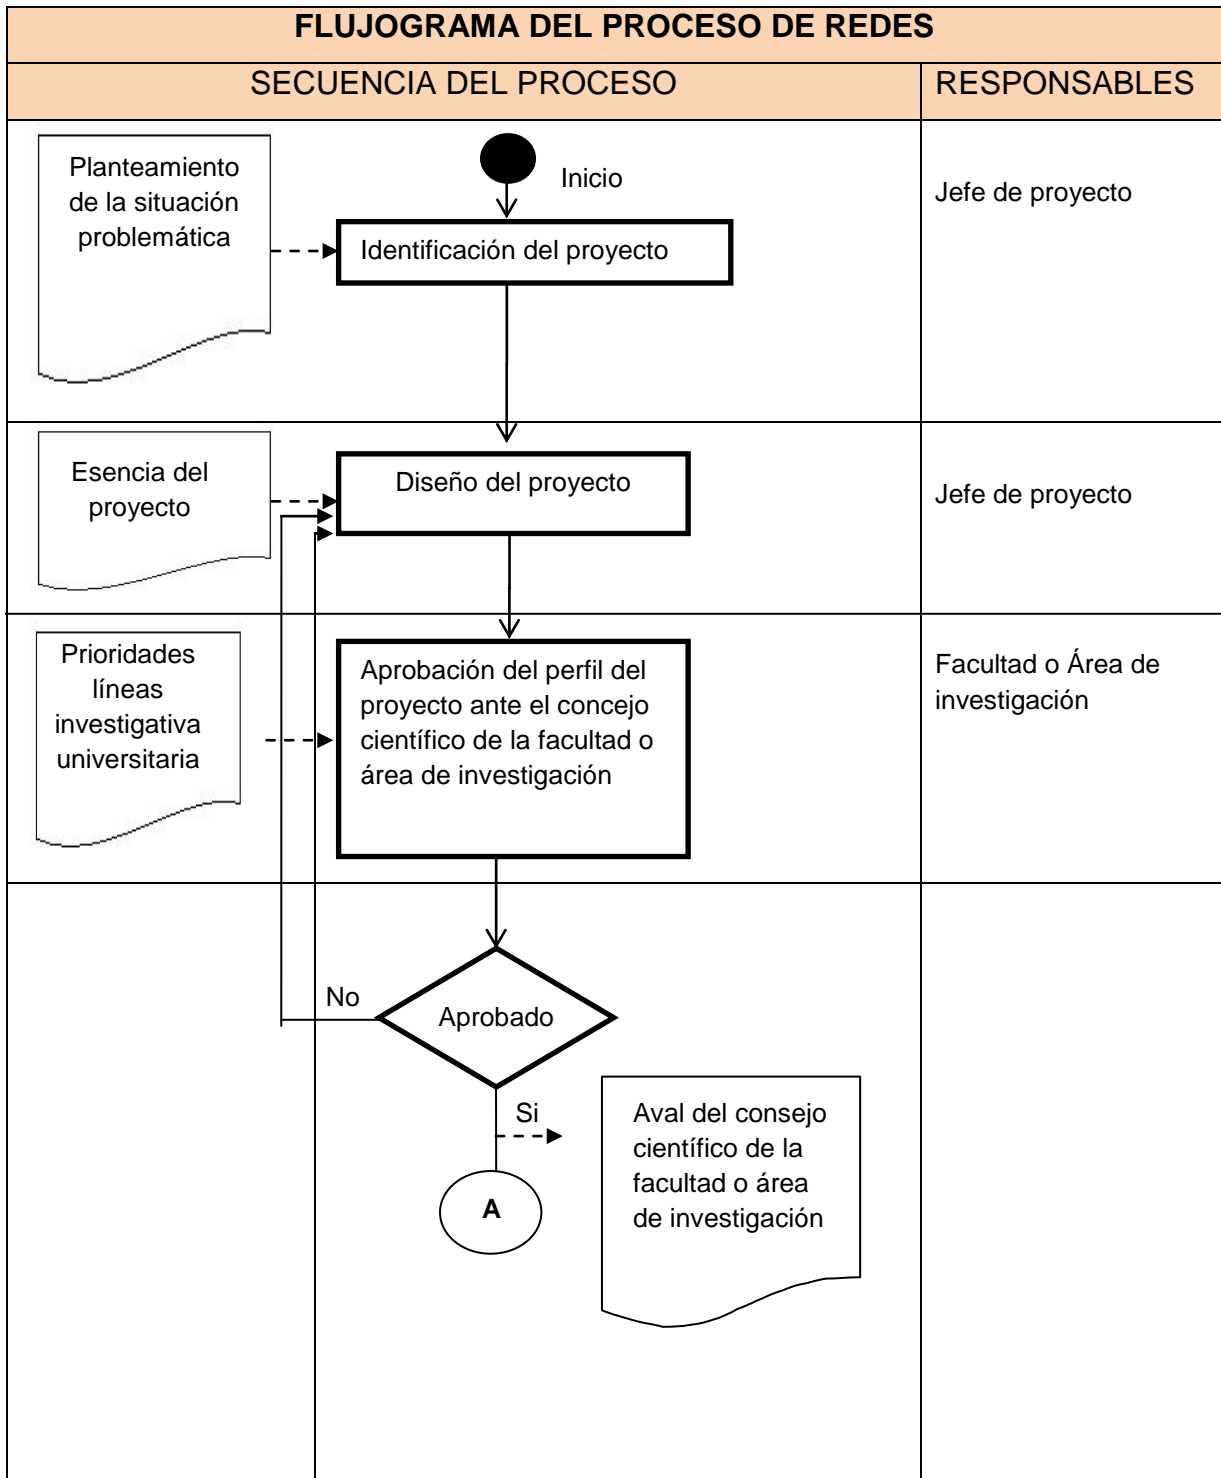 FLUJOGRAMA DEL PROCESO DE REDES
SECUENCIA DEL PROCESO
RESPONSABLES
Planteamiento
de la situación
problemática
Inicio
Identificación del proyecto
Jefe de proyecto
Esencia del
proyecto
Diseño del proyecto
Jefe de proyecto
Prioridades
líneas
investigativa
universitaria
Aprobación del perfil del
proyecto ante el concejo
científico de la facultad o
área de investigación
Facultad o Área de
investigación
No
Aprobado
Si
A
Aval del consejo
científico de la
facultad o área
de investigación